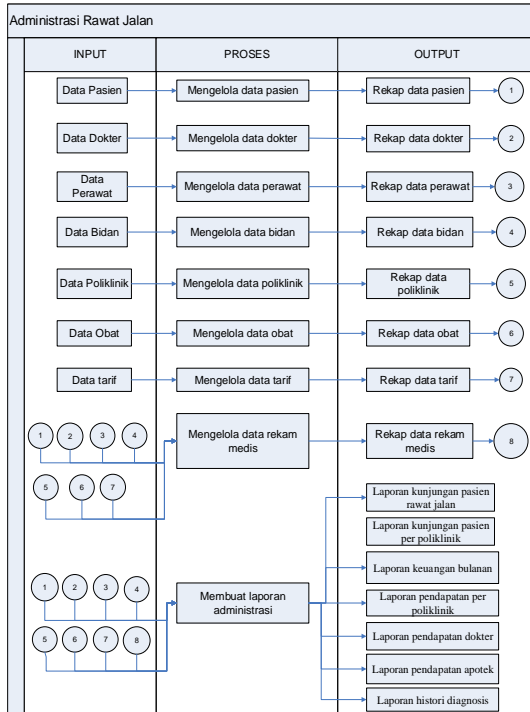 Administrasi Rawat Jalan
INPUT
PROSES
OUTPUT
Data Pasien
Mengelola data pasien
Rekap data pasien
1
Data Dokter
Mengelola data dokter
Rekap data dokter
2
Data
Perawat
Mengelola data perawat
Rekap data perawat
3
Data Bidan
Mengelola data bidan
Rekap data bidan
4
Data Poliklinik
Mengelola data poliklinik
Rekap data
poliklinik
5
Data Obat
Mengelola data obat
Rekap data obat
6
Data tarif
Mengelola data tarif
Rekap data tarif
7
1
2
3
4
5
6
7
Mengelola data rekam
medis
Rekap data rekam
medis
8
1
2
3
4
5
6
7
8
Membuat laporan
administrasi
Laporan kunjungan pasien
rawat jalan
Laporan kunjungan pasien
per poliklinik
Laporan keuangan bulanan
Laporan pendapatan per
poliklinik
Laporan pendapatan dokter
Laporan pendapatan apotek
Laporan histori diagnosis